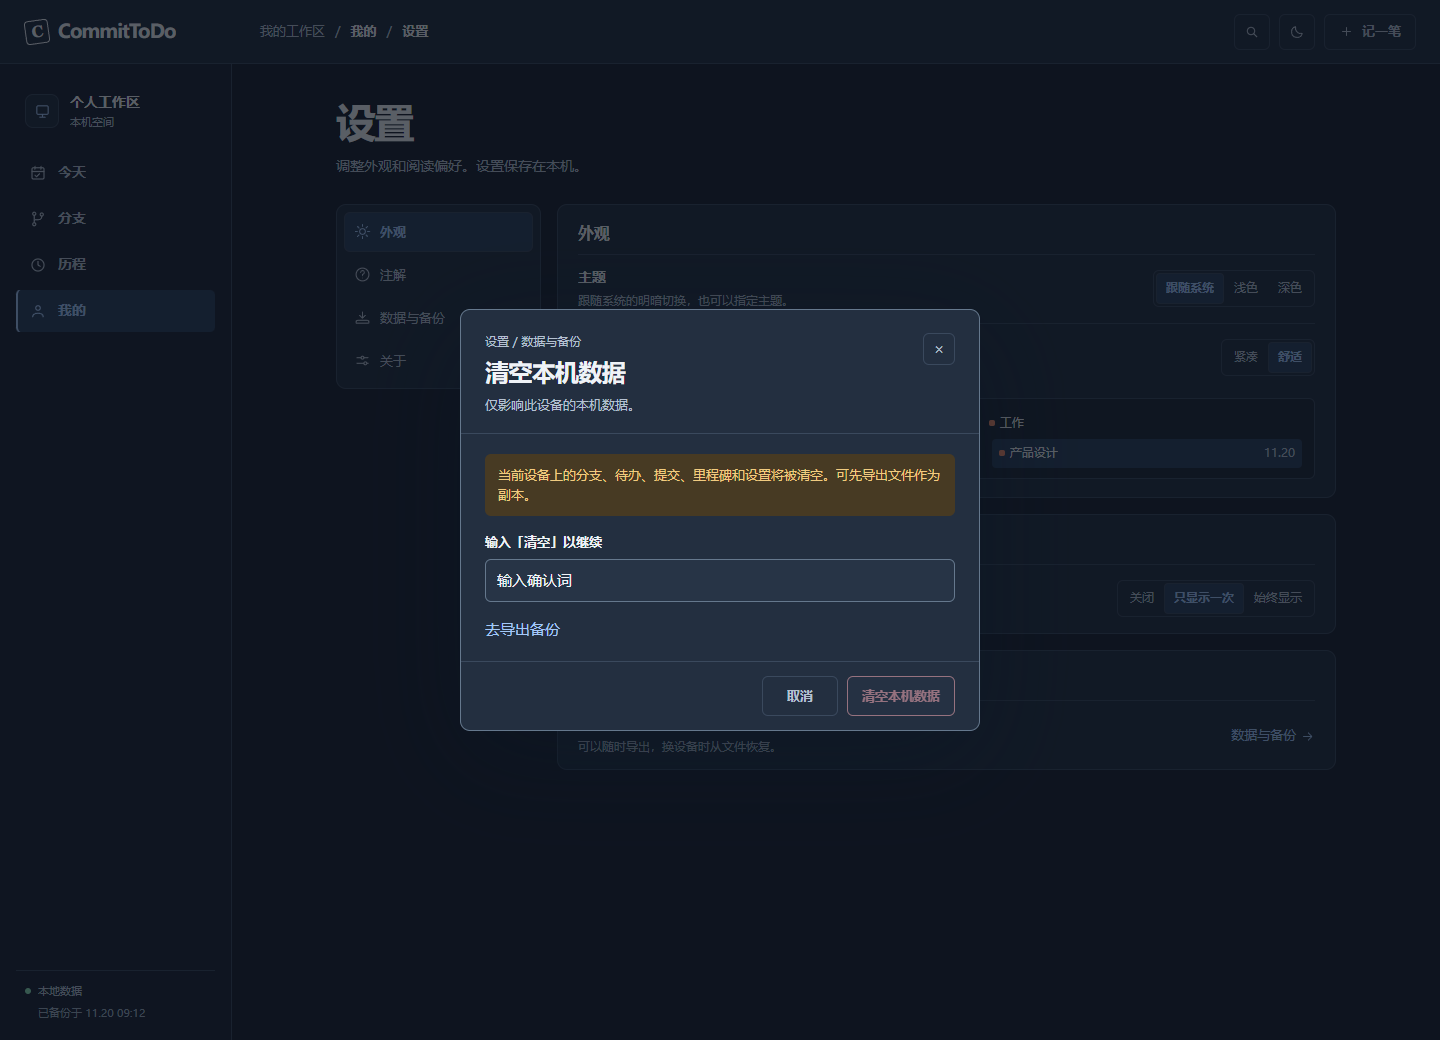 C CommitToDo
我的工作区 / 我的 / 设置
+ 记一笔
个人工作区
本机空间
今天
分支
历程
我的
本地数据
已备份于 11.20 09:12
设置
调整外观和阅读偏好。设置保存在本机。
外观
注解
数据与备份
关于
外观
主题
跟随系统的明暗切换，也可以指定主题。
跟随系统 浅色 深色
紧凑 舒适
工作
产品设计 11.20
关闭 只显示一次 始终显示
可以随时导出，换设备时从文件恢复。
数据与备份 →
设置 / 数据与备份
×
清空本机数据
仅影响此设备的本机数据。
当前设备上的分支、待办、提交、里程碑和设置将被清空。可先导出文件作为
副本。
输入「清空」以继续
输入确认词
去导出备份
取消 清空本机数据